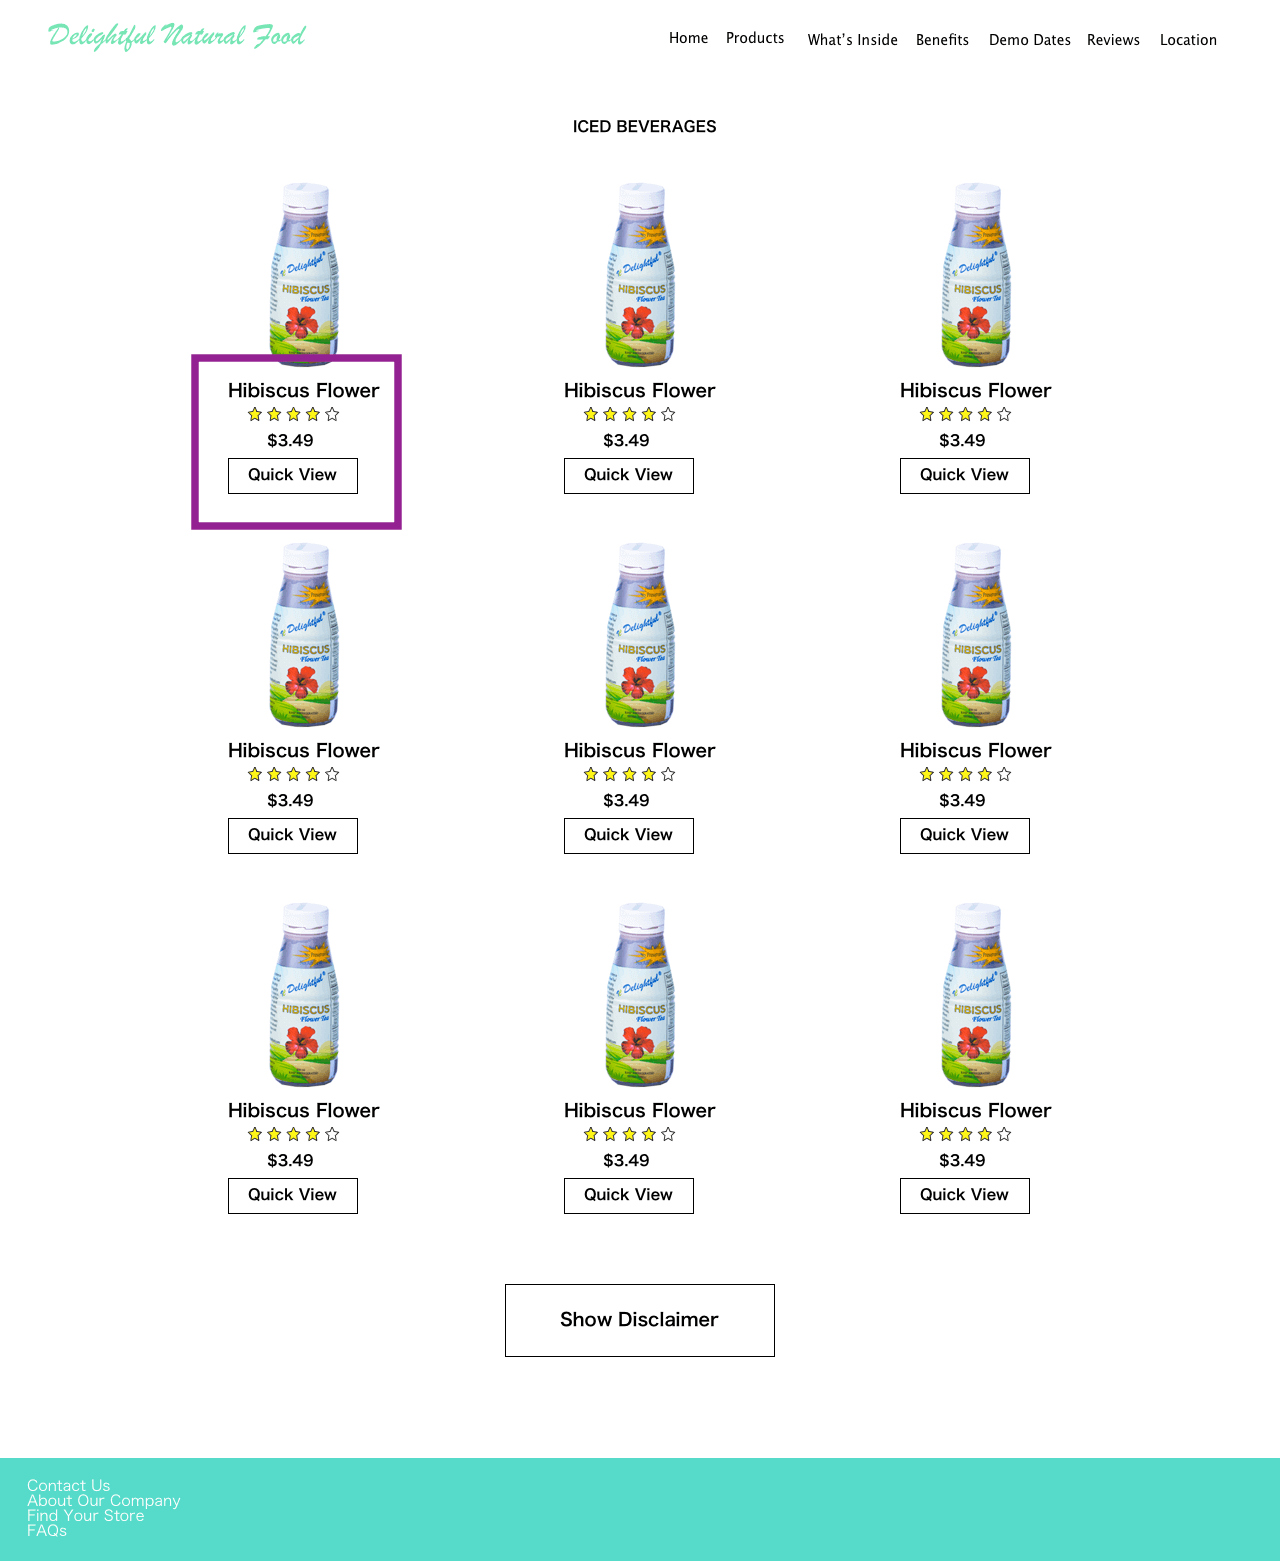 Delightful Natural Food
Home Products What's Inside Benefits Demo Dates Reviews Location
ICED BEVERAGES
Delightful Delightful Delightful
HIBISCUS HIBISCUS HIBISCUS
Flower Tea Flower Tea Flower Tea
Hibiscus Flower Hibiscus Flower Hibiscus Flower
$3.49 $3.49 $3.49
Quick View Quick View Quick View
Delightful Delightful Delightful
HIBISCUS HIBISCUS HIBISCUS
Flower Tea Flower Tea Flower Tea
Hibiscus Flower Hibiscus Flower Hibiscus Flower
$3.49 $3.49 $3.49
Quick View Quick View Quick View
Delightful Delightful Delightful
HIBISCUS HIBISCUS HIBISCUS
Flower Tea Flower Tea Flower Tea
Hibiscus Flower Hibiscus Flower Hibiscus Flower
$3.49 $3.49 $3.49
Quick View Quick View Quick View
Show Disclaimer
Contact Us
About Our Company
Find Your Store
FAQs